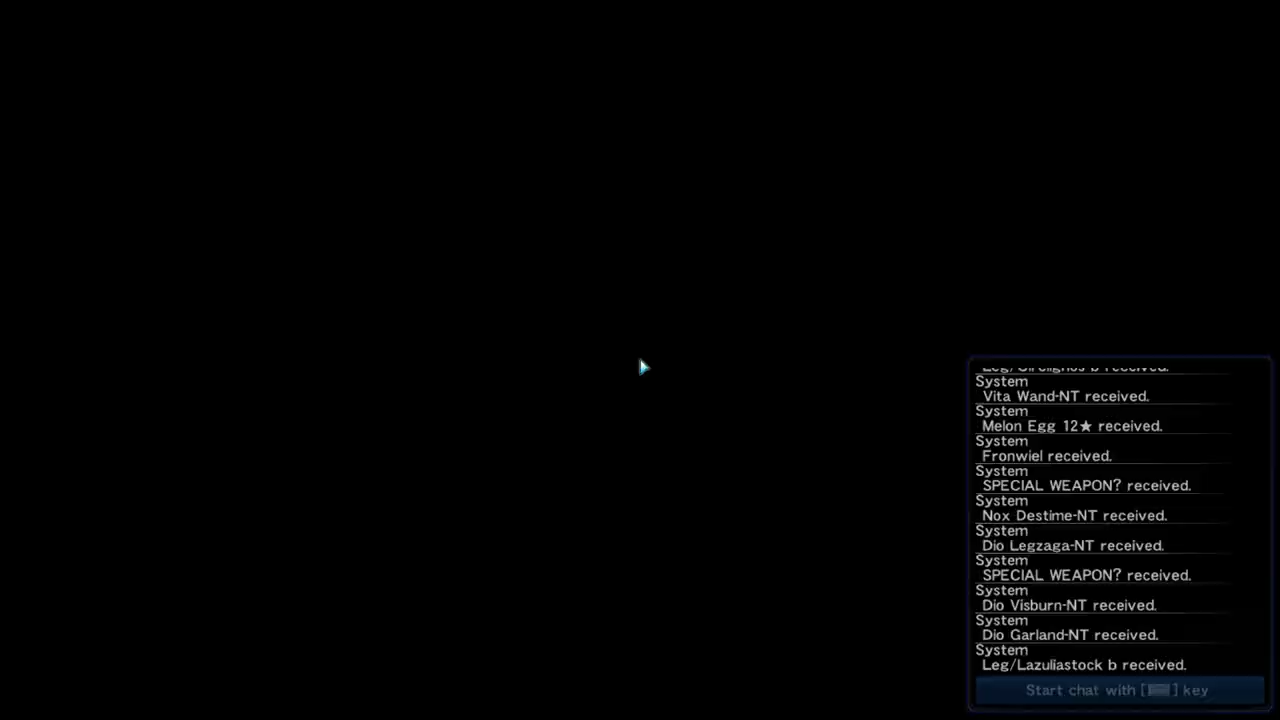 System
Vita Wand-NT received.
System
Melon Egg 12★ received.
System
Fronwiel received.
System
SPECIAL WEAPON? received.
System
Nox Destime-NT received.
System
Dio Legzaga-NT received.
System
SPECIAL WEAPON? received.
System
Dio Visburn-NT received.
System
Dio Garland-NT received.
System
Leg/Lazuliastock b received.
Start chat with [ ] key